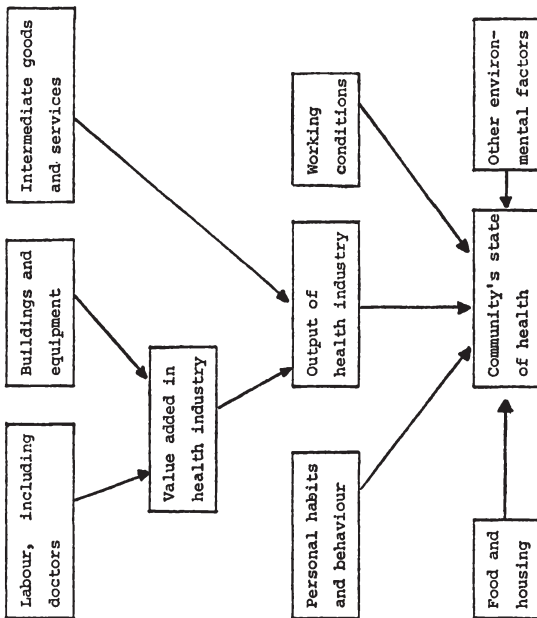 Labour, including
doctors
Buildings and
equipment
Intermediate goods
and services
Value added in
health industry
Personal habits
and behaviour
Output of
health industry
Working
conditions
Food and
housing
Community's state
of health
Other environ-
mental factors